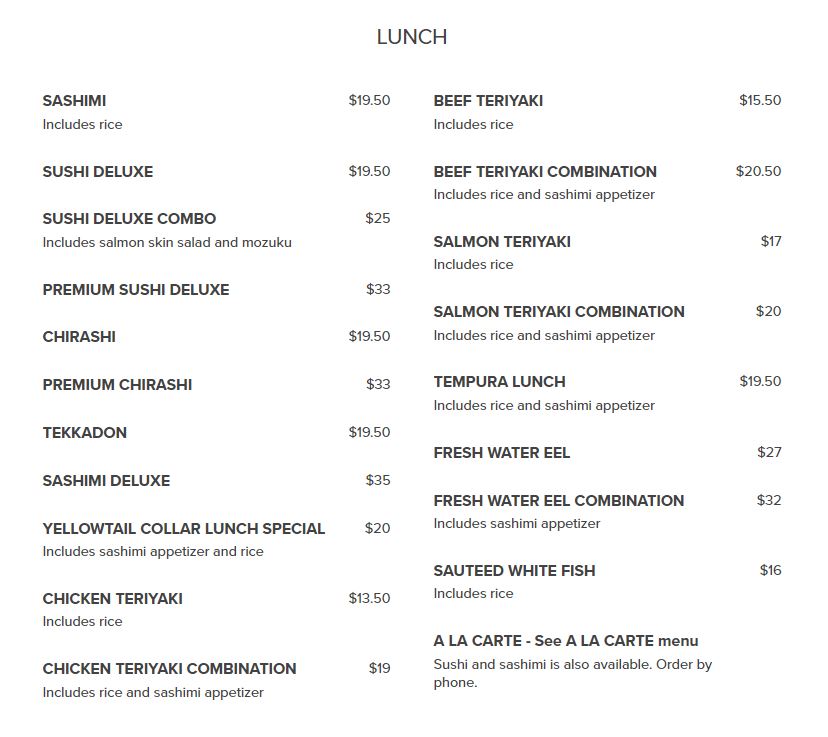 LUNCH
SASHIMI $19.50
Includes rice
SUSHI DELUXE $19.50
SUSHI DELUXE COMBO $25
Includes salmon skin salad and mozuku
PREMIUM SUSHI DELUXE $33
CHIRASHI $19.50
PREMIUM CHIRASHI $33
TEKKADON $19.50
SASHIMI DELUXE $35
YELLOWTAIL COLLAR LUNCH SPECIAL $20
Includes sashimi appetizer and rice
CHICKEN TERIYAKI $13.50
Includes rice
CHICKEN TERIYAKI COMBINATION $19
Includes rice and sashimi appetizer
BEEF TERIYAKI $15.50
Includes rice
BEEF TERIYAKI COMBINATION $20.50
Includes rice and sashimi appetizer
SALMON TERIYAKI $17
Includes rice
SALMON TERIYAKI COMBINATION $20
Includes rice and sashimi appetizer
TEMPURA LUNCH $19.50
Includes rice and sashimi appetizer
FRESH WATER EEL $27
FRESH WATER EEL COMBINATION $32
Includes sashimi appetizer
SAUTEED WHITE FISH $16
Includes rice
A LA CARTE - See A LA CARTE menu
Sushi and sashimi is also available. Order by
phone.